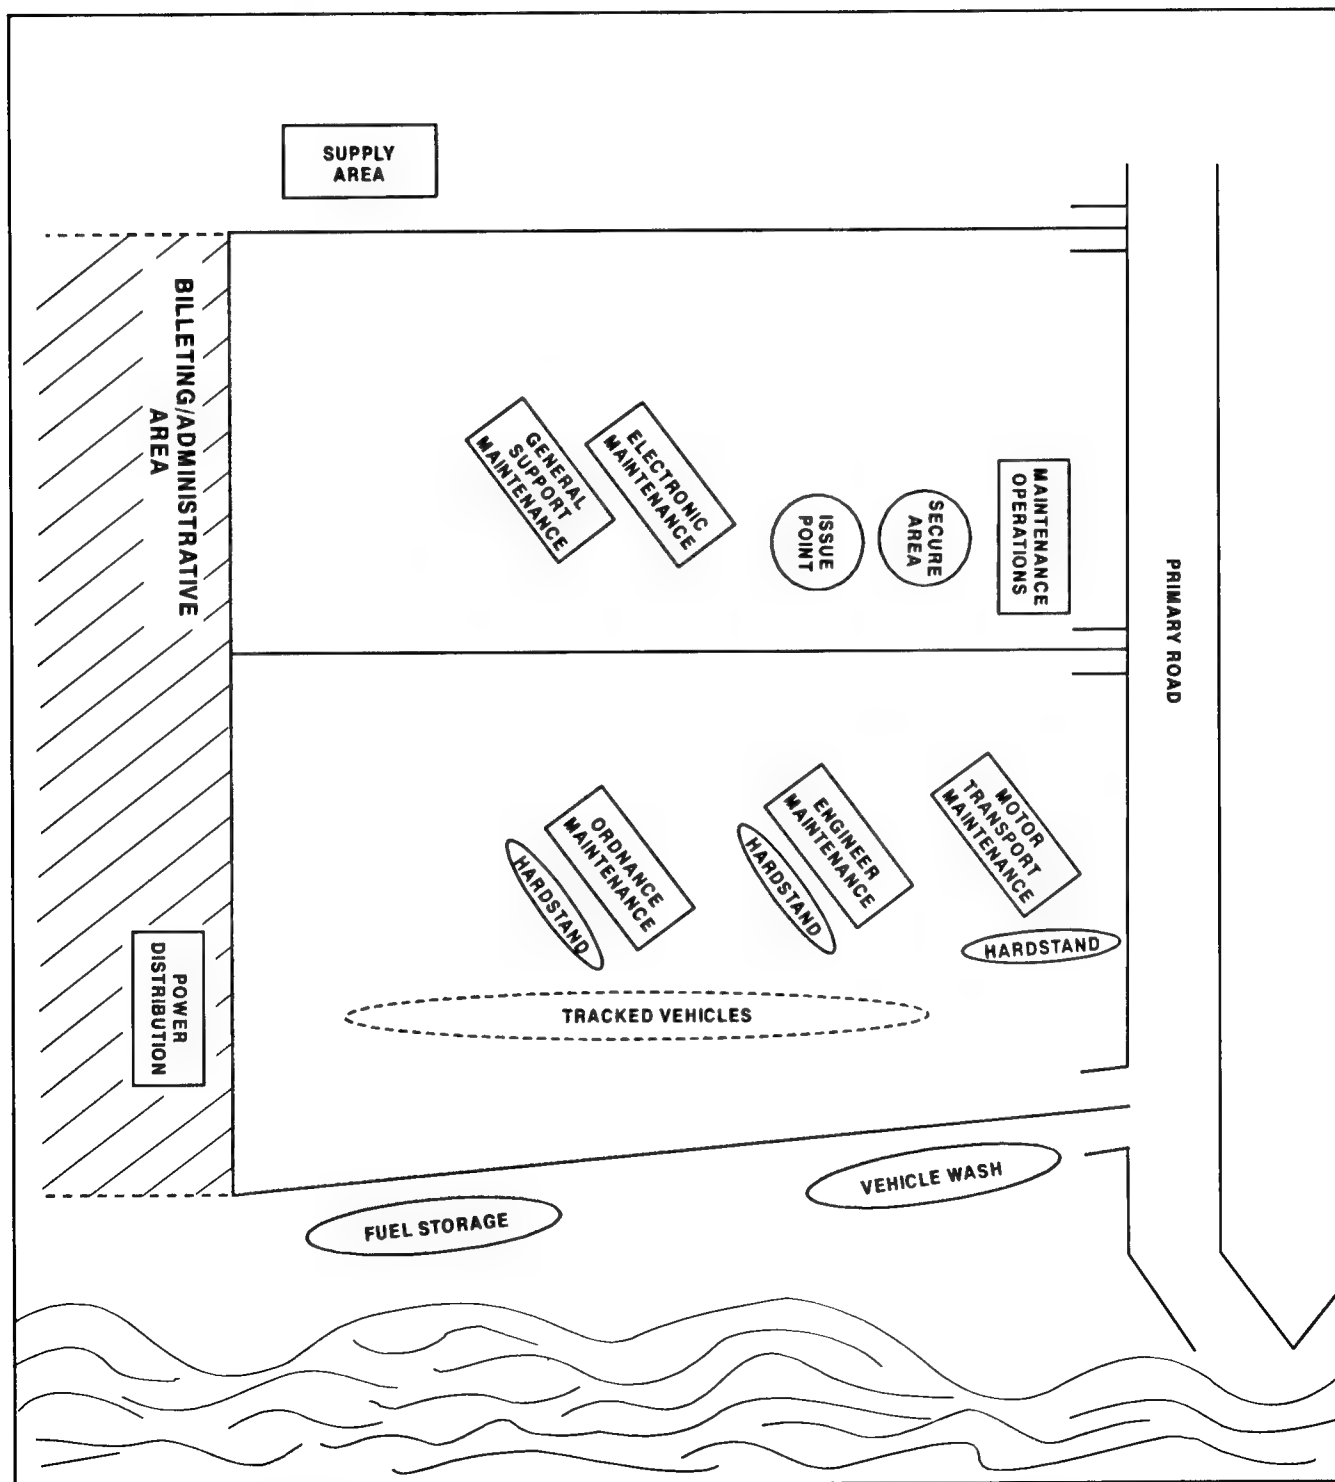 SUPPLY
AREA
BILLETING/ADMINISTRATIVE
AREA
GENERAL
SUPPORT
MAINTENANCE
ELECTRONIC
MAINTENANCE
ISSUE
POINT
SECURE
AREA
MAINTENANCE
OPERATIONS
PRIMARY ROAD
ORDNANCE
MAINTENANCE
HARDSTAND
ENGINEER
MAINTENANCE
HARDSTAND
MOTOR
TRANSPORT
MAINTENANCE
HARDSTAND
POWER
DISTRIBUTION
TRACKED VEHICLES
VEHICLE WASH
FUEL STORAGE